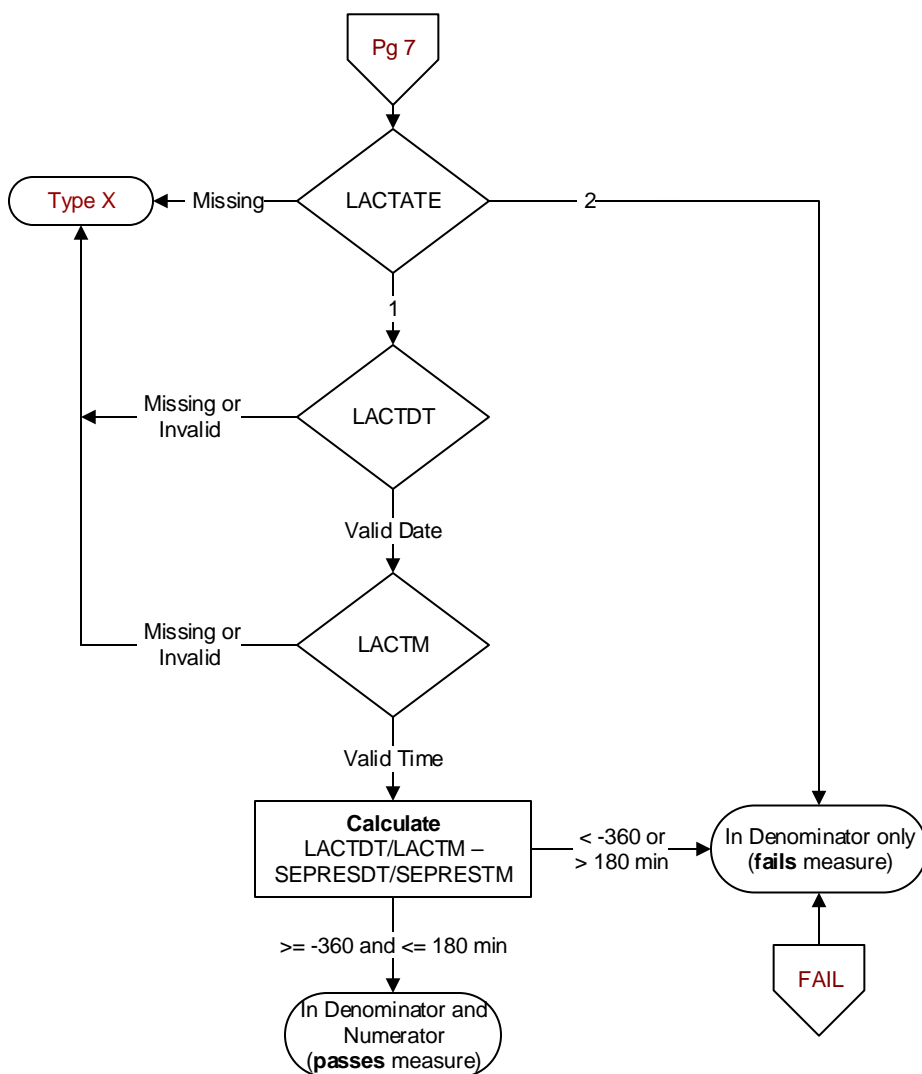 Pg 7
LACTATE
Missing
Type X
2
1
LACTDT
Missing or
Invalid
Valid Date
LACTM
Missing or
Invalid
Valid Time
Calculate
LACTDT/LACTM –
SEPRESDT/SEPRESTM
< -360 or
> 180 min
In Denominator only
(fails measure)
>= -360 and <= 180 min
FAIL
In Denominator and
Numerator
(passes measure)